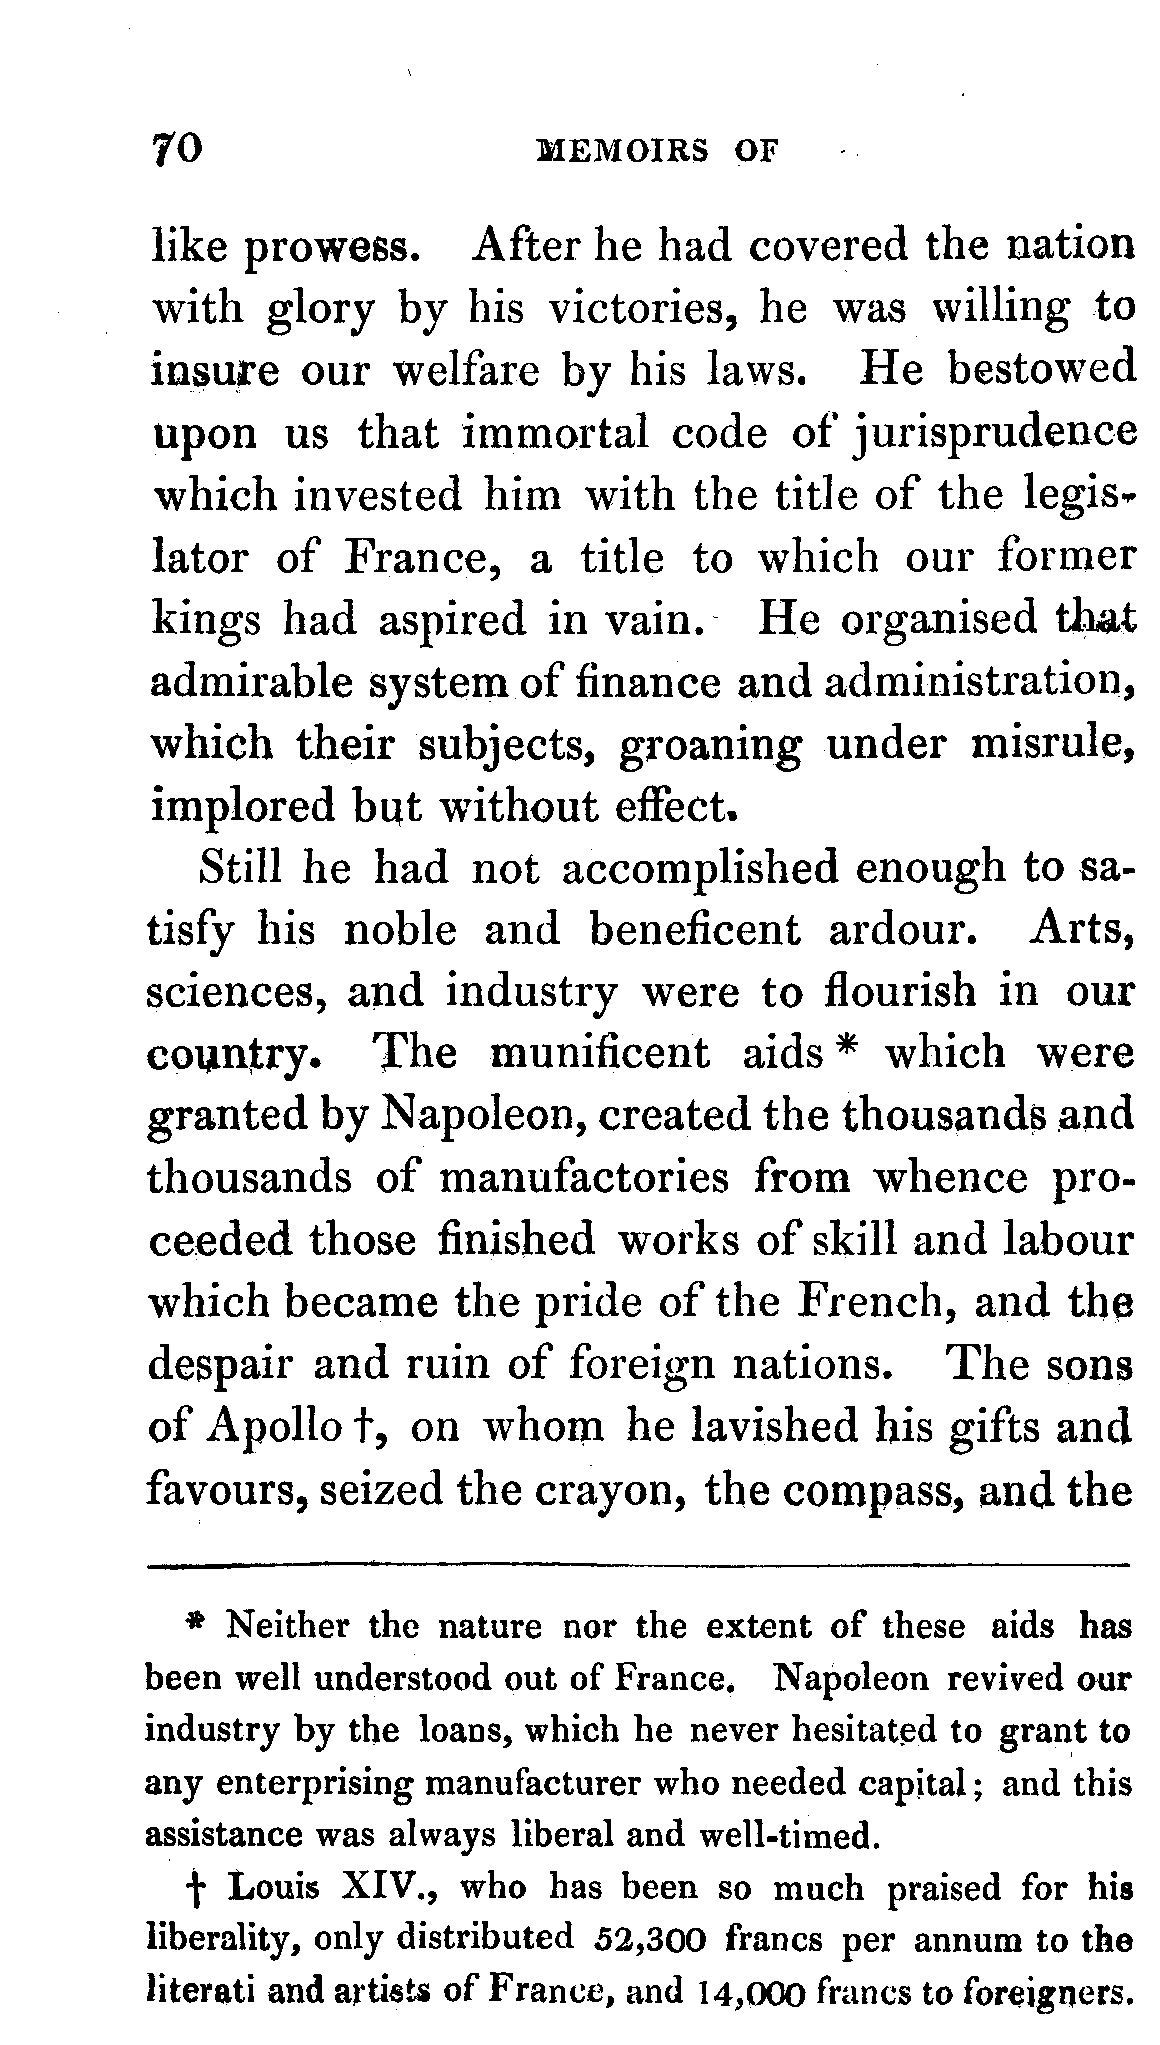 70 MEMOIRS OF
like prowess. After he had covered the nation
with glory by his victories, he was willing to
insure our welfare by his laws. He bestowed
upon us that immortal code of jurisprudence
which invested him with the title of the legis-
lator of France, a title to which our former
kings had aspired in vain. He organised that
admirable system of finance and administration,
which their subjects, groaning under misrule,
implored but without effect.
Still he had not accomplished enough to sa-
tisfy his noble and beneficent ardour. Arts,
sciences, and industry were to flourish in our
country. The munificent aids * which were
granted by Napoleon, created the thousands and
thousands of manufactories from whence pro-
ceeded those finished works of skill and labour
which became the pride of the French, and the
despair and ruin of foreign nations. The sons
of Apollo †, on whom he lavished his gifts and
favours, seized the crayon, the compass, and the
* Neither the nature nor the extent of these aids has
been well understood out of France. Napoleon revived our
industry by the loans, which he never hesitated to grant to
any enterprising manufacturer who needed capital; and this
assistance was always liberal and well-timed.
† Louis XIV., who has been so much praised for his
liberality, only distributed 52,300 francs per annum to the
literati and artists of France, and 14,000 francs to foreigners.